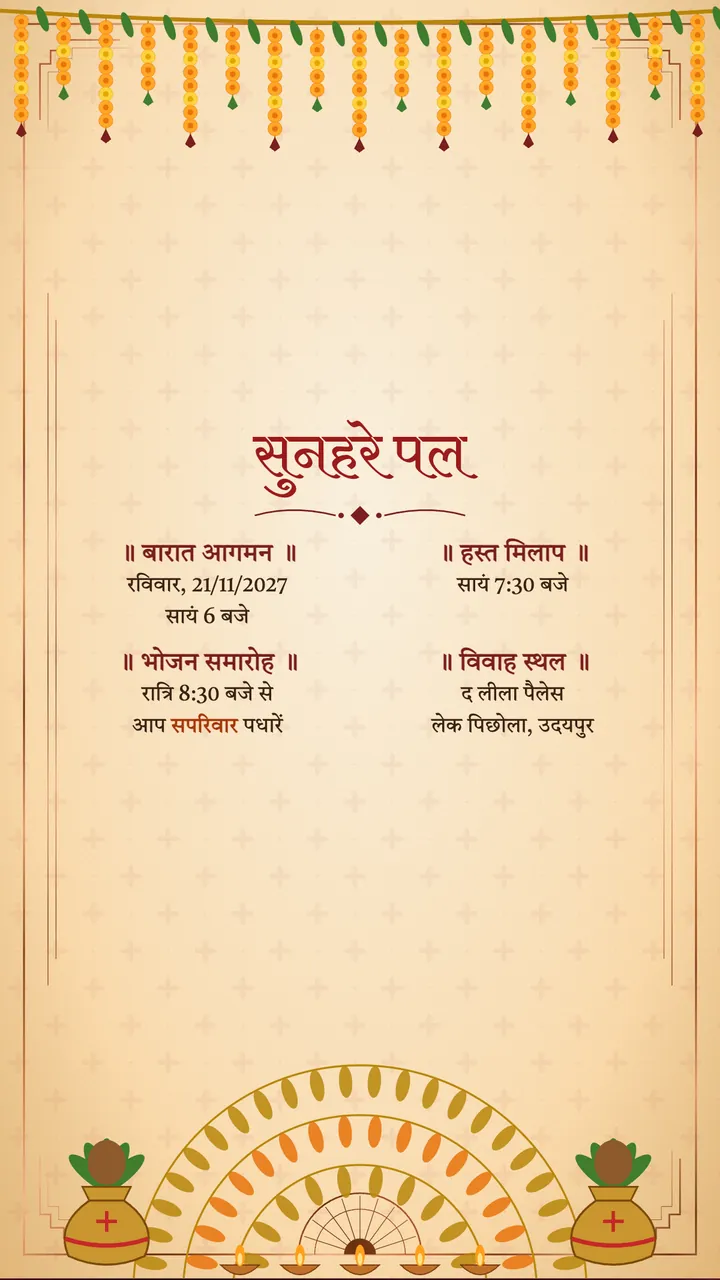 सुनहरे पल
॥ बारात आगमन ॥
रविवार, 21/11/2027
सायं 6 बजे
॥ हस्त मिलाप ॥
सायं 7:30 बजे
॥ भोजन समारोह ॥
रात्रि 8:30 बजे से
आप सपरिवार पधारें
॥ विवाह स्थल ॥
द लीला पैलेस
लेक पिछोला, उदयपुर